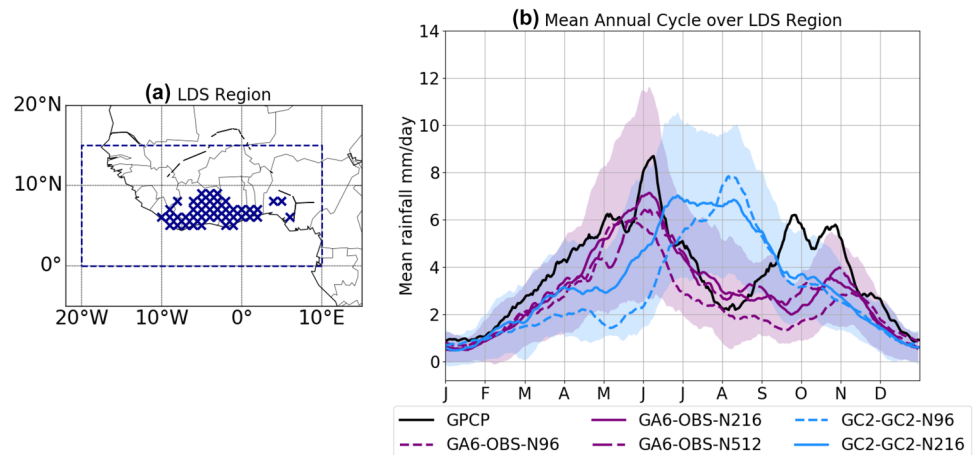 (a) LDS Region
20°N
10°N
0°
20°W 10°W 0° 10°E
(b) Mean Annual Cycle over LDS Region
Mean rainfall mm/day
14
12
10
8
6
4
2
0
J F M A M J J A S O N D
GPCP GA6-OBS-N216 GC2-GC2-N96
GA6-OBS-N96 GA6-OBS-N512 GC2-GC2-N216